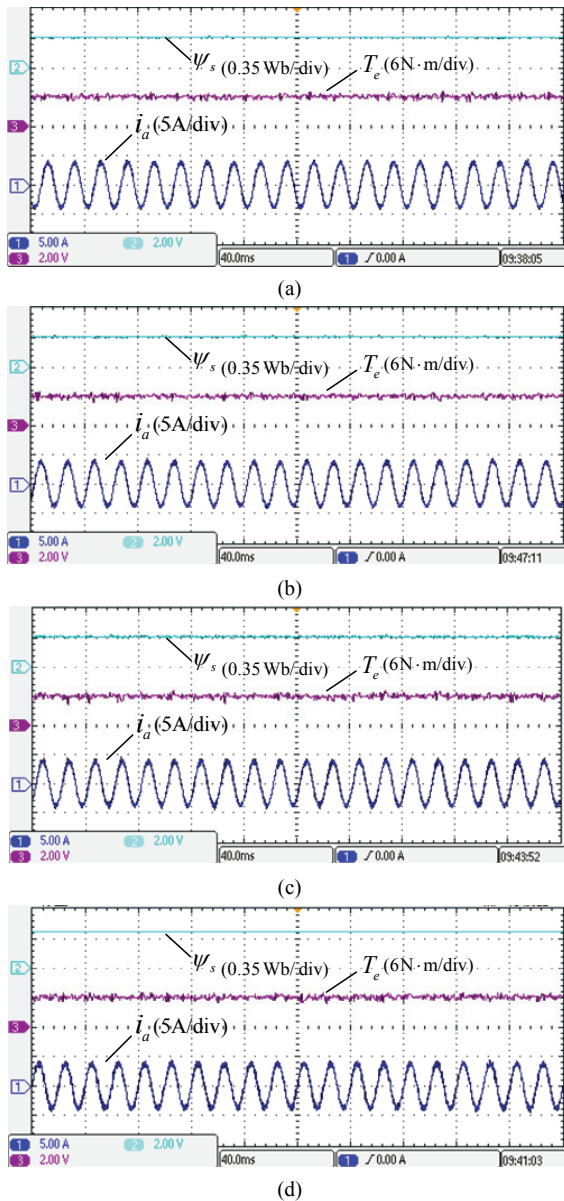 2
ψs (0.35 Wb/div)
Te (6N·m/div)
3
ia (5A/div)
1
1 5.00 A 2 2.00 V
3 2.00 V 40.0ms 1 ƒ 0.00 A 09:38:05
(a)
2
ψs (0.35 Wb/div)
Te (6N·m/div)
3
ia (5A/div)
1
1 5.00 A 2 2.00 V
3 2.00 V 40.0ms 1 ƒ 0.00 A 09:47:11
(b)
2
ψs (0.35 Wb/div)
Te (6N·m/div)
3
ia (5A/div)
1
1 5.00 A 2 2.00 V
3 2.00 V 40.0ms 1 ƒ 0.00 A 09:43:52
(c)
2
ψs (0.35 Wb/div)
Te (6N·m/div)
3
ia (5A/div)
1
1 5.00 A 2 2.00 V
3 2.00 V 40.0ms 1 ƒ 0.00 A 09:41:03
(d)